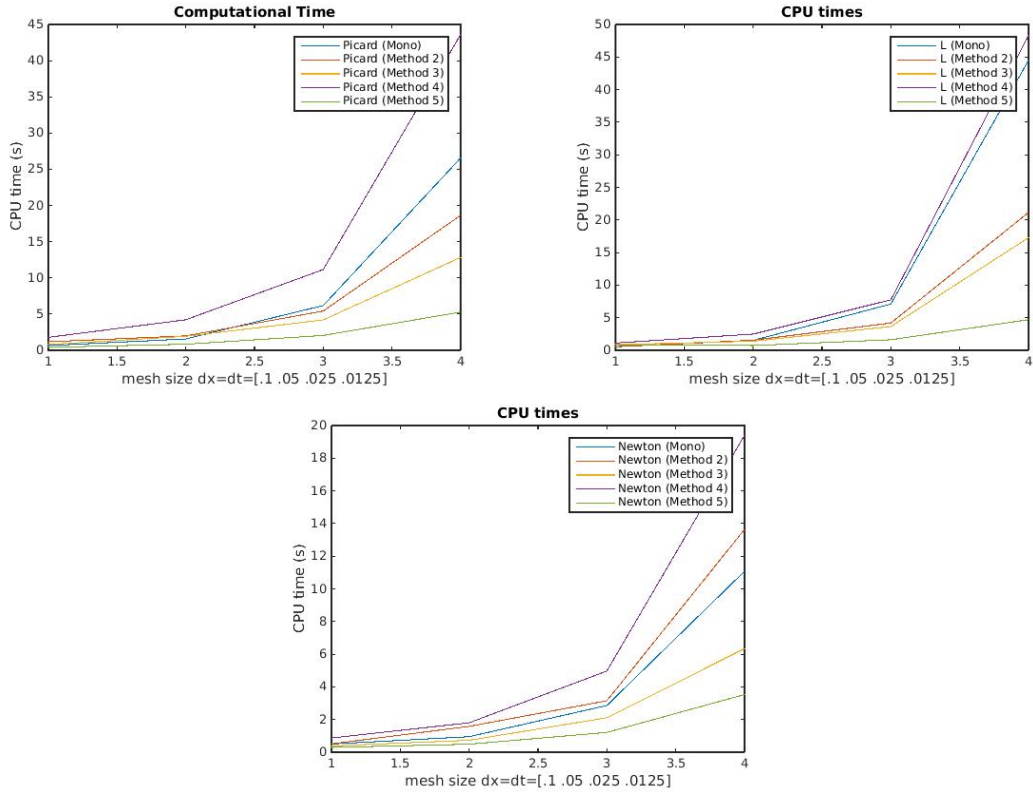 Computational Time
45
40
35
30
25
20
15
10
5
0
CPU time (s)
Picard (Mono)
Picard (Method 2)
Picard (Method 3)
Picard (Method 4)
Picard (Method 5)
1 1.5 2 2.5 3 3.5 4
mesh size dx=dt=[.1 .05 .025 .0125]
CPU times
50
45
40
35
30
25
20
15
10
5
0
CPU time (s)
L (Mono)
L (Method 2)
L (Method 3)
L (Method 4)
L (Method 5)
1 1.5 2 2.5 3 3.5 4
mesh size dx=dt=[.1 .05 .025 .0125]
CPU times
20
18
16
14
12
10
8
6
4
2
0
CPU time (s)
Newton (Mono)
Newton (Method 2)
Newton (Method 3)
Newton (Method 4)
Newton (Method 5)
1 1.5 2 2.5 3 3.5 4
mesh size dx=dt=[.1 .05 .025 .0125]